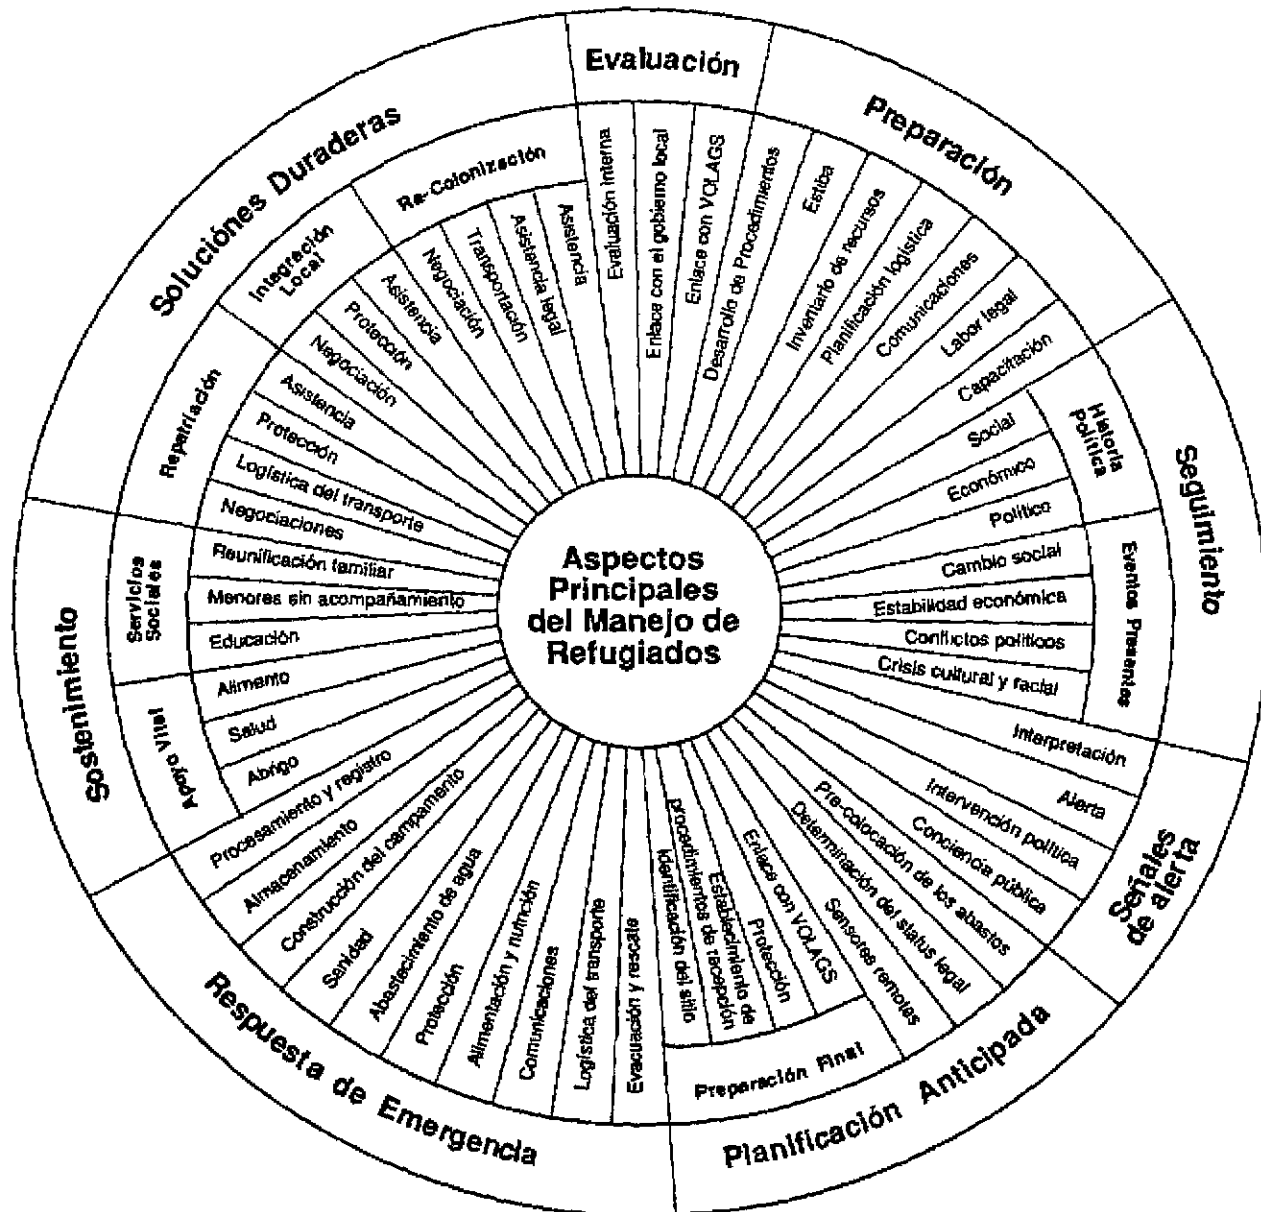 Aspectos
Principales
del Manejo de
Refugiados
Evaluación
Evaluación interna
Enlace con el gobierno local
Enlace con VOLAGS
Preparación
Desarrollo de Procedimientos
Estiba
Inventario de recursos
Planificación logística
Comunicaciones
Labor legal
Capacitación
Seguimiento
Historia
Política
Social
Económico
Político
Eventos Presentes
Cambio social
Estabilidad económica
Conflictos políticos
Crisis cultural y racial
Señales
de alerta
Interpretación
Alerta
Intervención política
Conciencia pública
Planificación Anticipada
Pre-colocación de los abastos
Determinación del status legal
Sensores remotes
Preparación Final
Enlace con VOLAGS
Protección
Establecimiento de
procedimientos de recepción
Identificación del sitio
Respuesta de Emergencia
Evacuación y rescate
Logística del transporte
Comunicaciones
Alimentación y nutrición
Protección
Abastecimiento de agua
Sanidad
Construcción del campamento
Almacenamiento
Procesamiento y registro
Sostenimiento
Apoyo Vital
Abrigo
Salud
Alimento
Servicios
Sociales
Educación
Menores sin acompañamiento
Reunificación familiar
Soluciónes Duraderas
Repatriación
Negociaciones
Logística del transporte
Protección
Asistencia
Integración
Local
Negociación
Protección
Asistencia
Re-Colonización
Negociación
Transportación
Asistencia legal
Asistencia